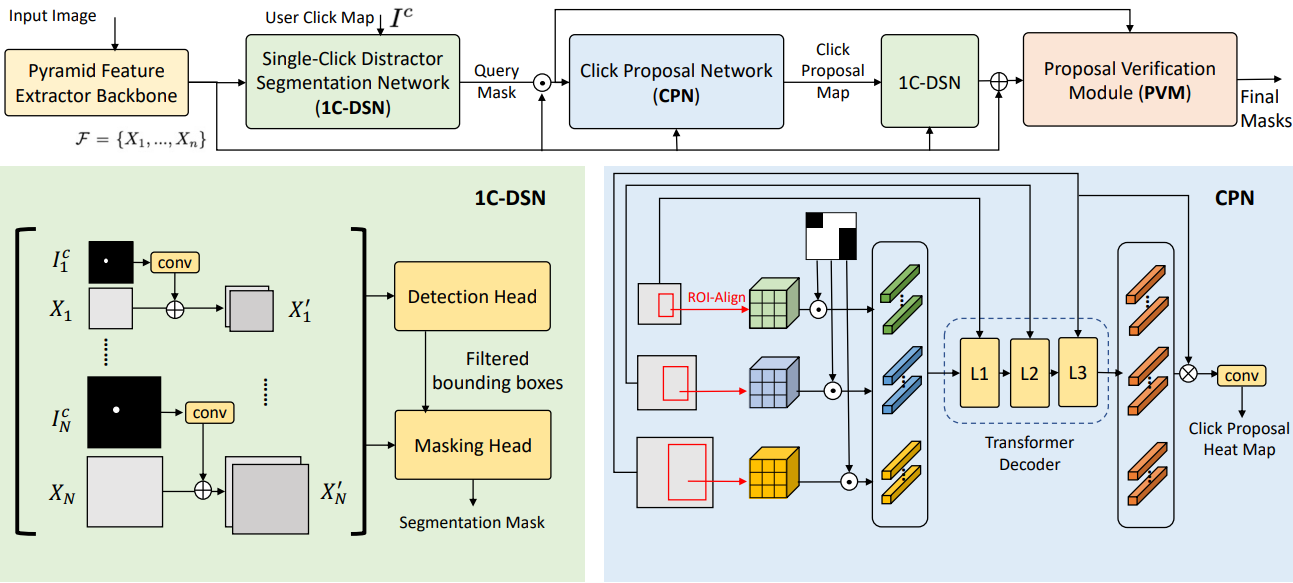 Input Image
User Click Map I^c
Pyramid Feature
Extractor Backbone
Single-Click Distractor
Segmentation Network
(1C-DSN)
Query
Mask
Click Proposal Network
(CPN)
Click
Proposal
Map
1C-DSN
Proposal Verification
Module (PVM)
Final
Masks
ℱ = {X_1, ..., X_n}
1C-DSN
I_1^c
conv
X_1
X_1′
I_N^c
conv
X_N
X_N′
Detection Head
Filtered
bounding boxes
Masking Head
Segmentation Mask
CPN
ROI-Align
L1
L2
L3
Transformer
Decoder
conv
Click Proposal
Heat Map